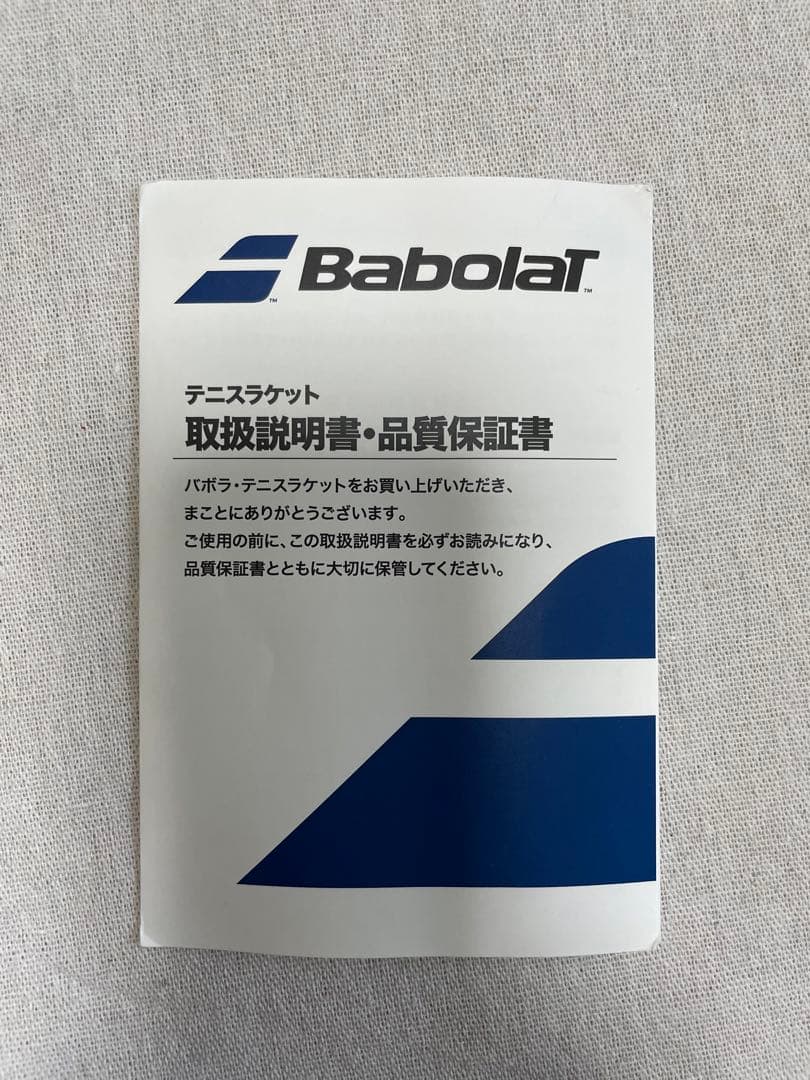 BabolaT™
テニスラケット
取扱説明書・品質保証書
バボラ・テニスラケットをお買い上げいただき、
まことにありがとうございます。
ご使用の前に、この取扱説明書を必ずお読みになり、
品質保証書とともに大切に保管してください。